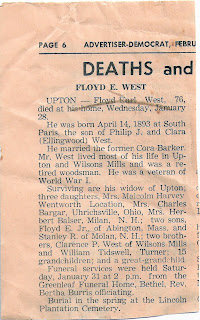 PAGE 6 ADVERTISER-DEMOCRAT, FEBRU
DEATHS and
FLOYD E. WEST
UPTON — Floyd Earl West, 76,
died at his home, Wednesday, January
28.
He was born April 14, 1893 at South
Paris, the son of Philip J. and Clara
(Ellingwood) West.
He married the former Cora Barker.
Mr. West lived most of his life in Up-
ton and Wilsons Mills and was a re-
tired woodsman. He was a veteran of
World War I.
Surviving are his widow of Upton;
three daughters, Mrs. Malcolm Harvey
Wentworth Location, Mrs. Charles
Bargar, Uhrichsville, Ohio, Mrs. Her-
bert Balser, Milan, N. H.; two sons,
Floyd E. Jr., of Abington, Mass. and
Stanley R. of Molan, N. H.; two broth-
ers, Clarence P. West of Wilsons Mills
and William Tidswell, Turner; 15
grandchildren; and a great-grandchild.
Funeral services were held Satur-
day, January 31 at 2 p.m. from the
Greenleaf Funeral Home, Bethel, Rev.
Bertha Burris officiating.
Burial in the spring at the Lincoln
Plantation Cemetery.